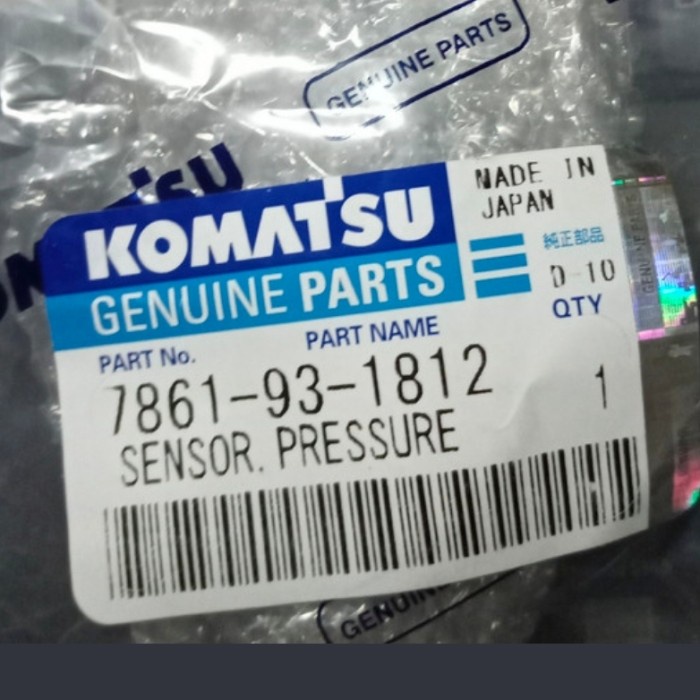 GENUINE PARTS
KOMATSU
GENUINE PARTS
MADE IN
JAPAN
純正部品
D-10
QTY
PART No.
PART NAME
7861-93-1812
1
SENSOR. PRESSURE
GENUIN